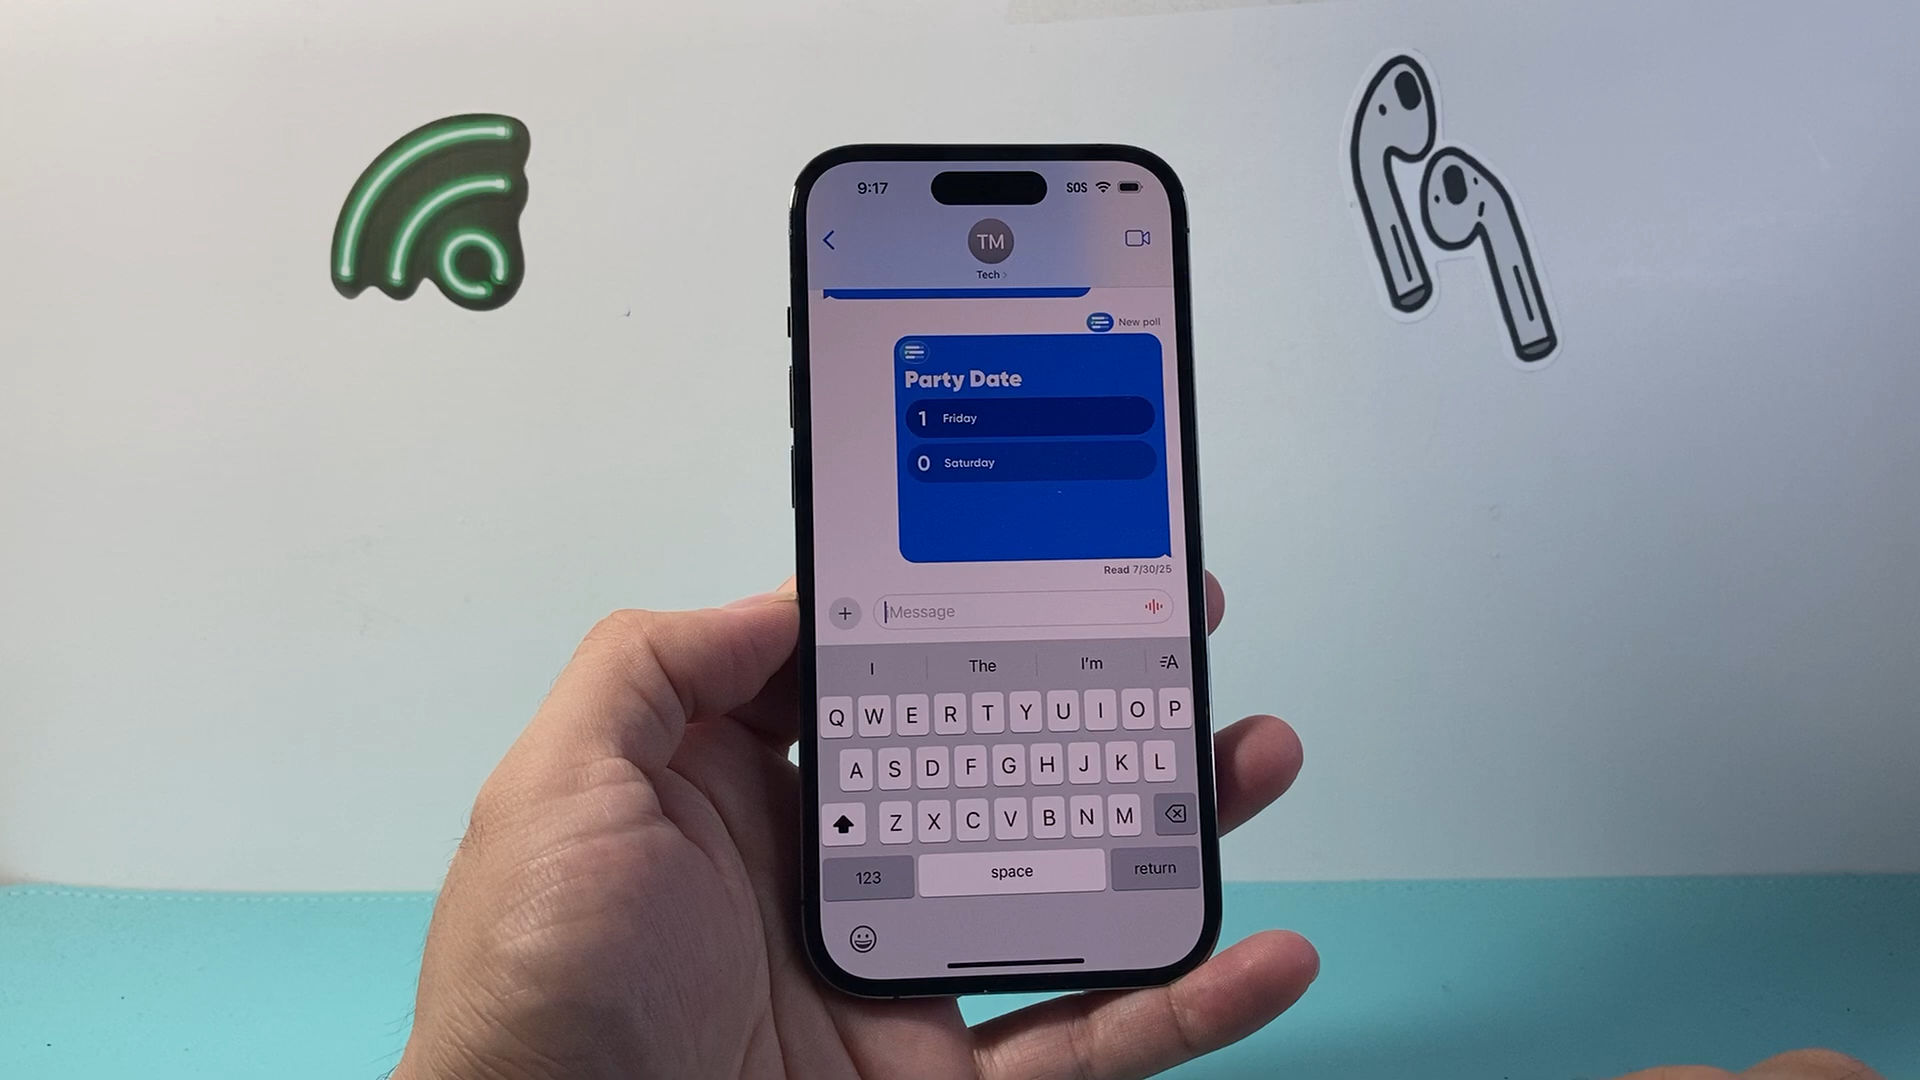 9:17
SOS
TM
Tech
New poll
Party Date
1 Friday
0 Saturday
Read 7/30/25
iMessage
I The I'm A
Q W E R T Y U I O P
A S D F G H J K L
Z X C V B N M
123 space return